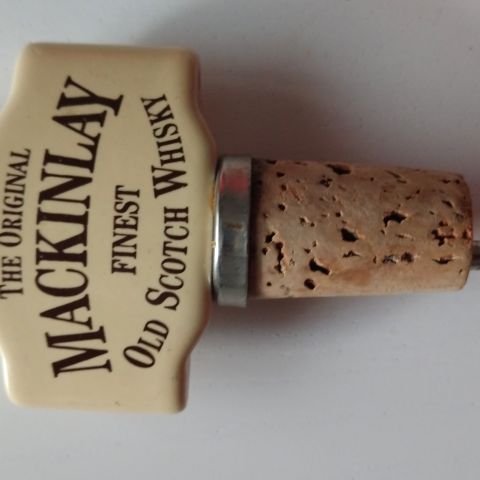 THE ORIGINAL
MACKINLAY
FINEST
OLD SCOTCH WHISKY